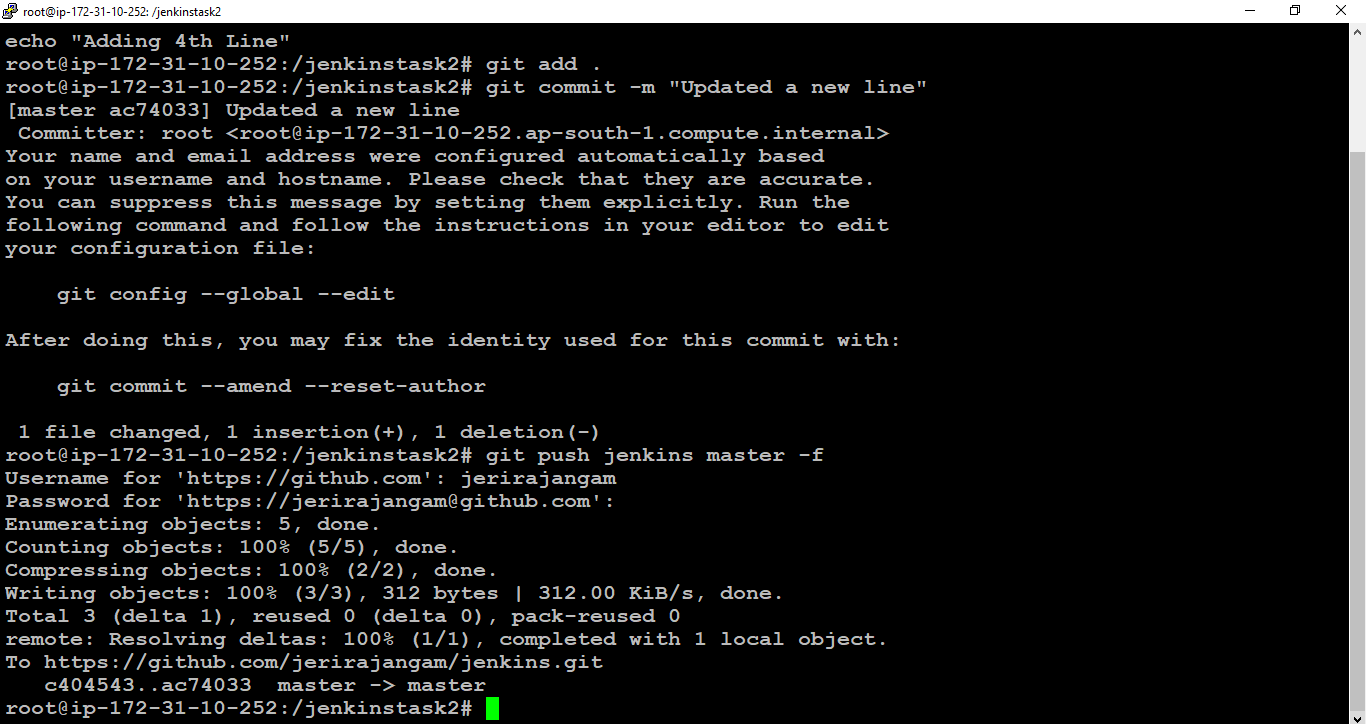 root@ip-172-31-10-252: /jenkinstask2
echo "Adding 4th Line"
root@ip-172-31-10-252:/jenkinstask2# git add .
root@ip-172-31-10-252:/jenkinstask2# git commit -m "Updated a new line"
[master ac74033] Updated a new line
 Committer: root <root@ip-172-31-10-252.ap-south-1.compute.internal>
Your name and email address were configured automatically based
on your username and hostname. Please check that they are accurate.
You can suppress this message by setting them explicitly. Run the
following command and follow the instructions in your editor to edit
your configuration file:

    git config --global --edit

After doing this, you may fix the identity used for this commit with:

    git commit --amend --reset-author

 1 file changed, 1 insertion(+), 1 deletion(-)
root@ip-172-31-10-252:/jenkinstask2# git push jenkins master -f
Username for 'https://github.com': jerirajangam
Password for 'https://jerirajangam@github.com':
Enumerating objects: 5, done.
Counting objects: 100% (5/5), done.
Compressing objects: 100% (2/2), done.
Writing objects: 100% (3/3), 312 bytes | 312.00 KiB/s, done.
Total 3 (delta 1), reused 0 (delta 0), pack-reused 0
remote: Resolving deltas: 100% (1/1), completed with 1 local object.
To https://github.com/jerirajangam/jenkins.git
   c404543..ac74033  master -> master
root@ip-172-31-10-252:/jenkinstask2#